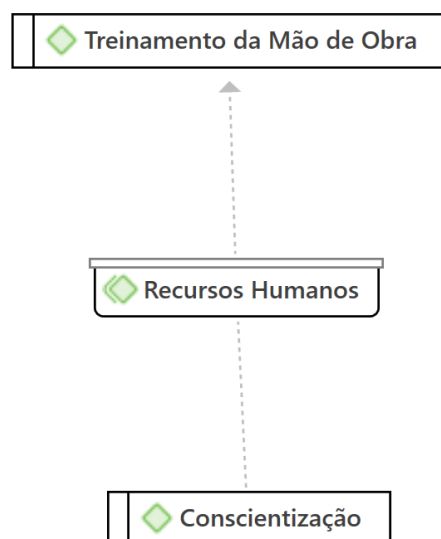 Treinamento da Mão de Obra
Recursos Humanos
Conscientização